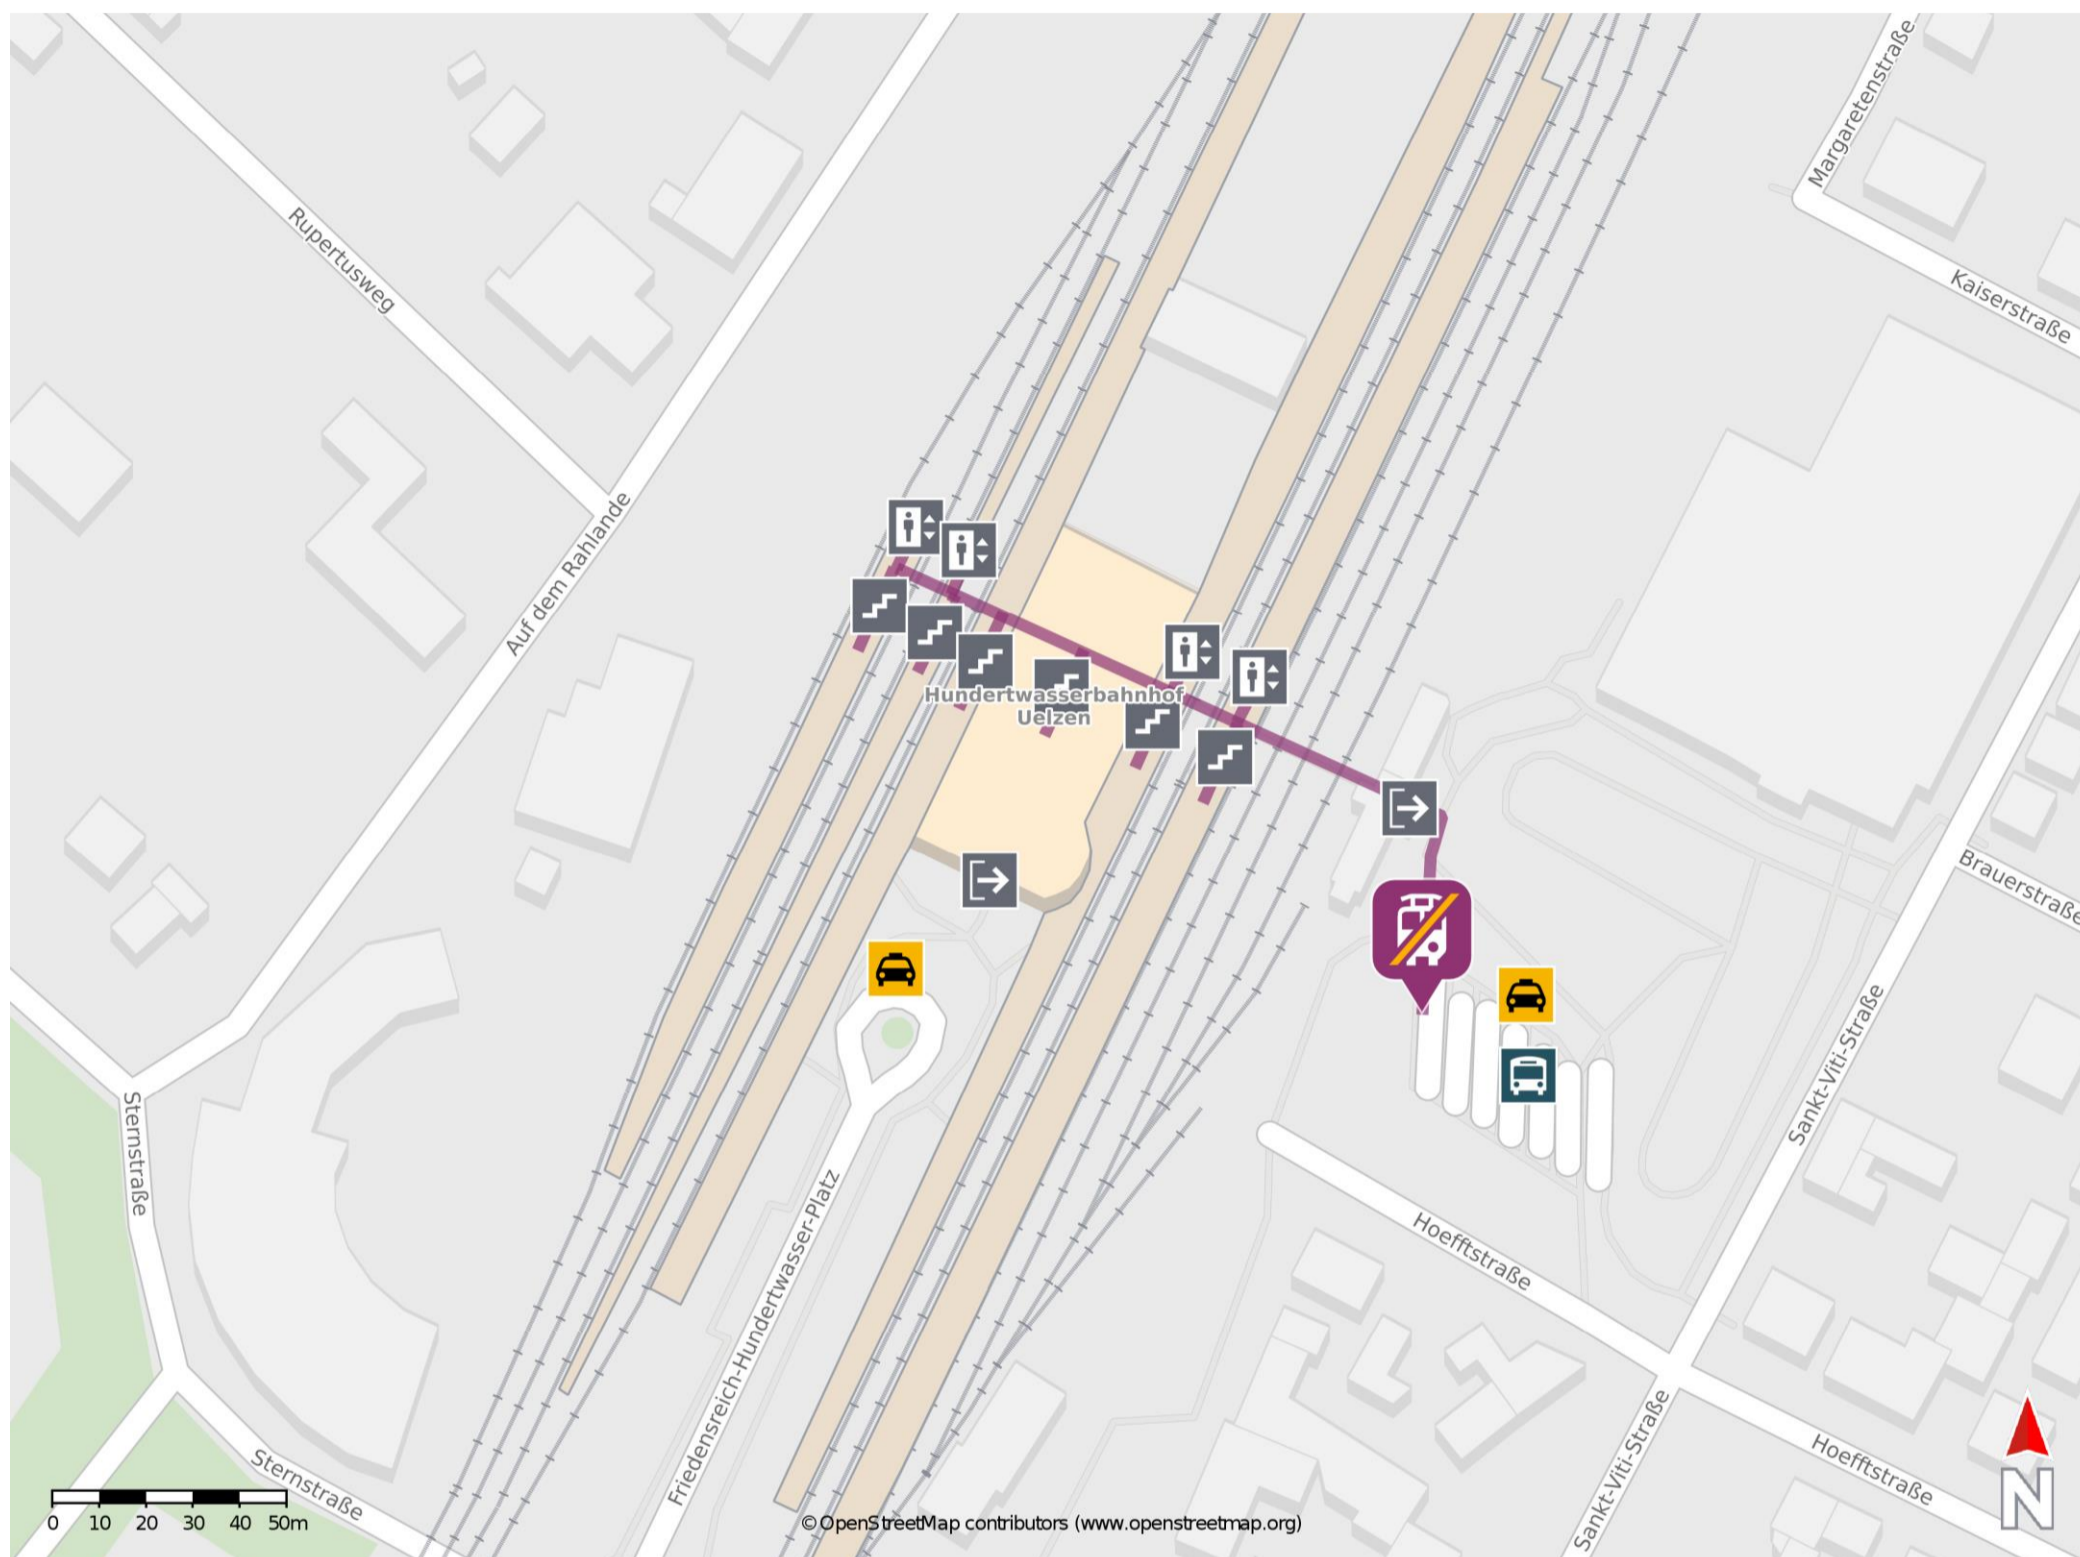 Margaretenstraße
Rupertusweg
Kaiserstraße
Auf dem Rahlande
Hundertwasserbahnhof
Uelzen
Brauerstraße
Sankt-Viti-Straße
Sternstraße
Hoefftstraße
Friedensreich-Hundertwasser-Platz
Sternstraße
Sankt-Viti-Straße
Hoefftstraße
0 10 20 30 40 50m
© OpenStreetMap contributors (www.openstreetmap.org)
N